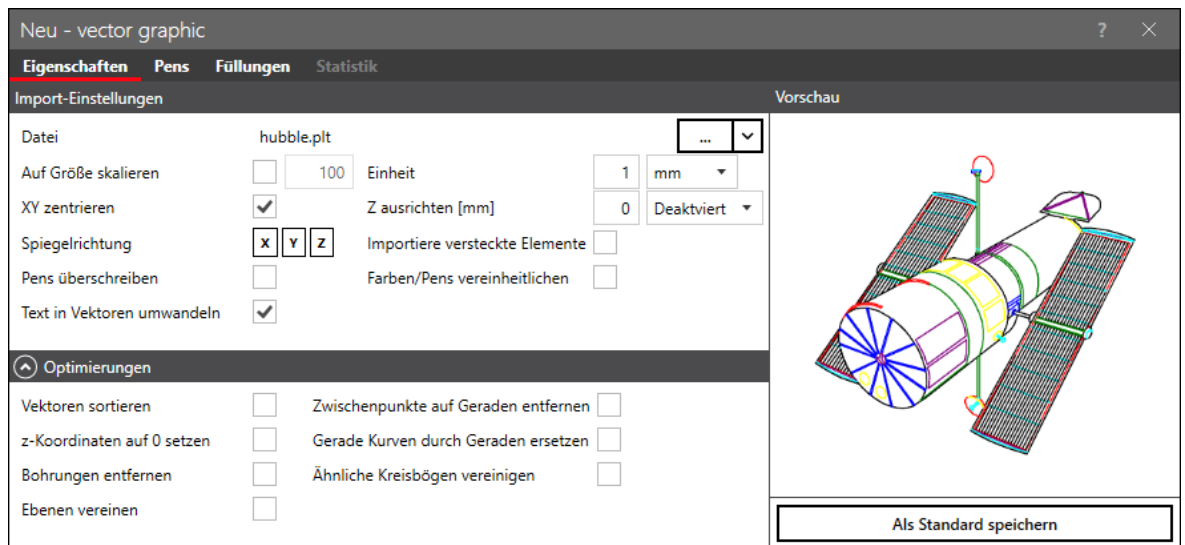 Neu - vector graphic ?
Eigenschaften Pens Füllungen Statistik
Import-Einstellungen Vorschau
Datei hubble.plt ...
Auf Größe skalieren 100 Einheit 1 mm
XY zentrieren Z ausrichten [mm] 0 Deaktviert
Spiegelrichtung X Y Z Importiere versteckte Elemente
Pens überschreiben Farben/Pens vereinheitlichen
Text in Vektoren umwandeln
Optimierungen
Vektoren sortieren Zwischenpunkte auf Geraden entfernen
z-Koordinaten auf 0 setzen Gerade Kurven durch Geraden ersetzen
Bohrungen entfernen Ähnliche Kreisbögen vereinigen
Ebenen vereinen
Als Standard speichern